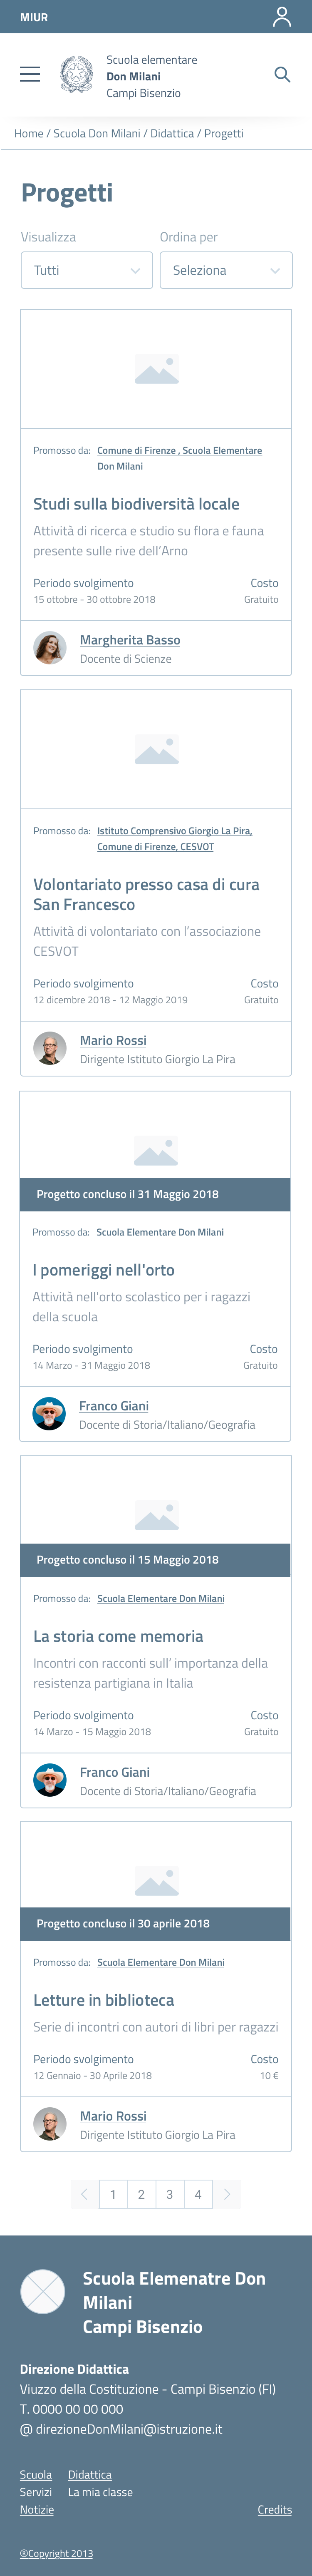 MIUR
Scuola elementare
Don Milani
Campi Bisenzio
Home / Scuola Don Milani / Didattica / Progetti
Progetti
Visualizza
Ordina per
Tutti
Seleziona
Promosso da: Comune di Firenze , Scuola Elementare
Don Milani
Studi sulla biodiversità locale
Attività di ricerca e studio su flora e fauna
presente sulle rive dell’Arno
Periodo svolgimento Costo
15 ottobre - 30 ottobre 2018 Gratuito
Margherita Basso
Docente di Scienze
Promosso da: Istituto Comprensivo Giorgio La Pira,
Comune di Firenze, CESVOT
Volontariato presso casa di cura
San Francesco
Attività di volontariato con l’associazione
CESVOT
Periodo svolgimento Costo
12 dicembre 2018 - 12 Maggio 2019 Gratuito
Mario Rossi
Dirigente Istituto Giorgio La Pira
Progetto concluso il 31 Maggio 2018
Promosso da: Scuola Elementare Don Milani
I pomeriggi nell'orto
Attività nell'orto scolastico per i ragazzi
della scuola
Periodo svolgimento Costo
14 Marzo - 31 Maggio 2018 Gratuito
Franco Giani
Docente di Storia/Italiano/Geografia
Progetto concluso il 15 Maggio 2018
Promosso da: Scuola Elementare Don Milani
La storia come memoria
Incontri con racconti sull’ importanza della
resistenza partigiana in Italia
Periodo svolgimento Costo
14 Marzo - 15 Maggio 2018 Gratuito
Franco Giani
Docente di Storia/Italiano/Geografia
Progetto concluso il 30 aprile 2018
Promosso da: Scuola Elementare Don Milani
Letture in biblioteca
Serie di incontri con autori di libri per ragazzi
Periodo svolgimento Costo
12 Gennaio - 30 Aprile 2018 10 €
Mario Rossi
Dirigente Istituto Giorgio La Pira
1 2 3 4
Scuola Elemenatre Don
Milani
Campi Bisenzio
Direzione Didattica
Viuzzo della Costituzione - Campi Bisenzio (FI)
T. 0000 00 00 000
@ direzioneDonMilani@istruzione.it
Scuola Didattica
Servizi La mia classe
Notizie Credits
®Copyright 2013